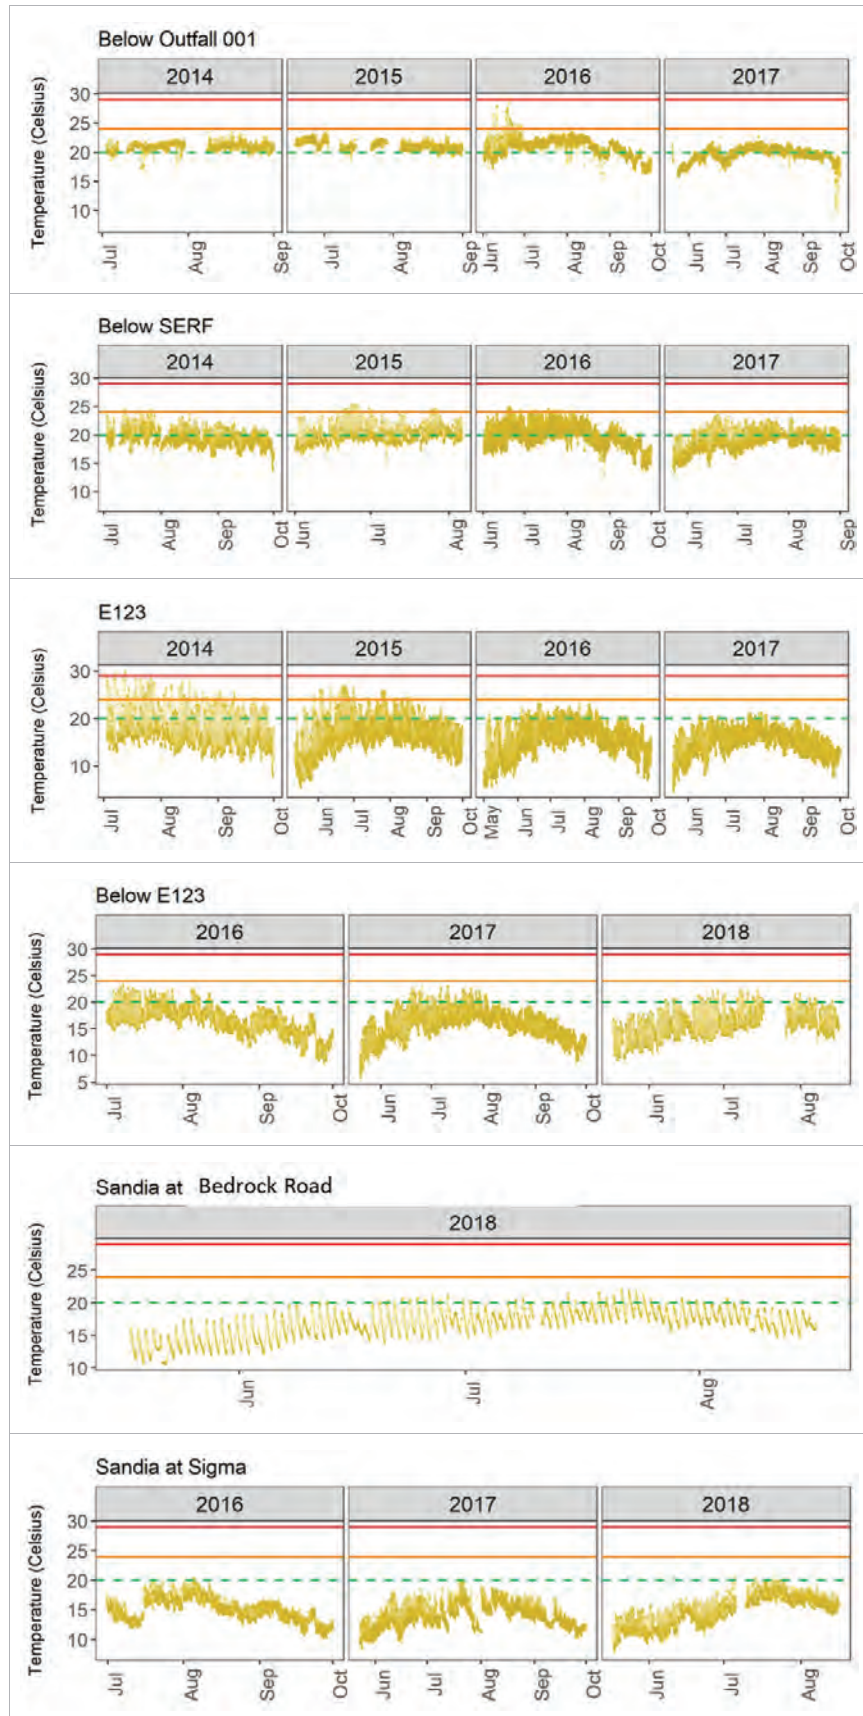 Below Outfall 001
2014 2015 2016 2017
Temperature (Celsius)
30
25
20
15
10
Jul Aug Sep Jun Jul Aug Sep Jun Jul Aug Sep Oct Jun Jul Aug Sep Oct
Below SERF
2014 2015 2016 2017
Temperature (Celsius)
30
25
20
15
10
Jul Aug Sep Oct Jun Jul Aug Jun Jul Aug Sep Oct Jun Jul Aug Sep
E123
2014 2015 2016 2017
Temperature (Celsius)
30
20
10
Jul Aug Sep Oct Jun Jul Aug Sep Oct May Jun Jul Aug Sep Oct Jun Jul Aug Sep Oct
Below E123
2016 2017 2018
Temperature (Celsius)
30
25
20
15
10
5
Jul Aug Sep Oct Jun Jul Aug Sep Oct Jun Jul Aug
Sandia at Bedrock Road
2018
Temperature (Celsius)
25
20
15
10
Jun Jul Aug
Sandia at Sigma
2016 2017 2018
Temperature (Celsius)
30
25
20
15
10
Jul Aug Sep Oct Jun Jul Aug Sep Oct Jun Jul Aug